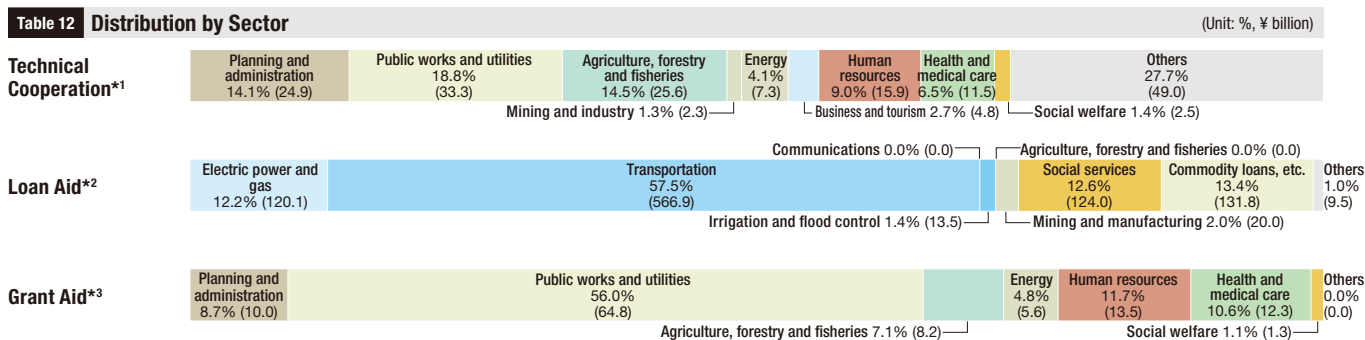 Table 12 Distribution by Sector (Unit: %, ¥ billion)
Technical
Cooperation*1
Planning and
administration
14.1% (24.9)
Public works and utilities
18.8%
(33.3)
Agriculture, forestry
and fisheries
14.5% (25.6)
Energy
4.1%
(7.3)
Human
resources
9.0% (15.9)
Health and
medical care
6.5% (11.5)
Others
27.7%
(49.0)
Mining and industry 1.3% (2.3)
Business and tourism 2.7% (4.8)
Social welfare 1.4% (2.5)
Communications 0.0% (0.0)
Agriculture, forestry and fisheries 0.0% (0.0)
Loan Aid*2
Electric power and
gas
12.2% (120.1)
Transportation
57.5%
(566.9)
Social services
12.6%
(124.0)
Commodity loans, etc.
13.4%
(131.8)
Others
1.0%
(9.5)
Irrigation and flood control 1.4% (13.5)
Mining and manufacturing 2.0% (20.0)
Grant Aid*3
Planning and
administration
8.7% (10.0)
Public works and utilities
56.0%
(64.8)
Energy
4.8%
(5.6)
Human resources
11.7%
(13.5)
Health and
medical care
10.6% (12.3)
Others
0.0%
(0.0)
Agriculture, forestry and fisheries 7.1% (8.2)
Social welfare 1.1% (1.3)